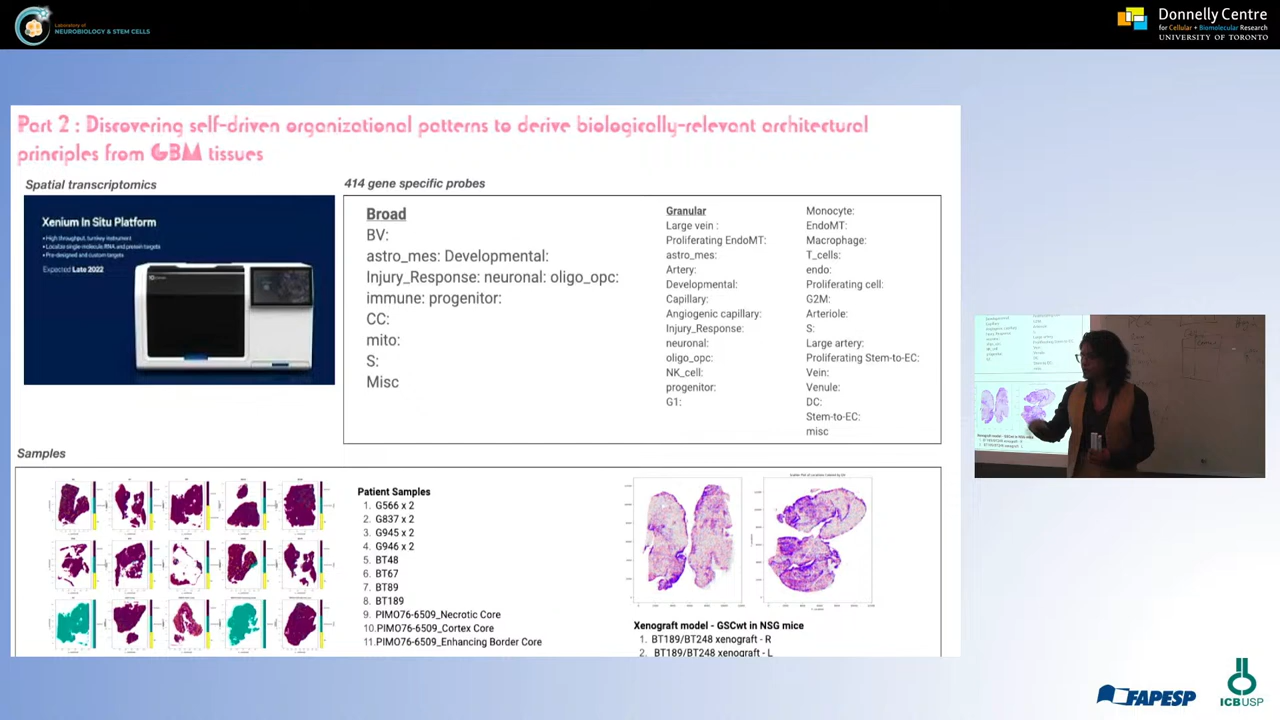 Laboratory of
NEUROBIOLOGY & STEM CELLS
Donnelly Centre
for Cellular + Biomolecular Research
UNIVERSITY OF TORONTO
Part 2 : Discovering self-driven organizational patterns to derive biologically-relevant architectural
principles from GBM tissues
Spatial transcriptomics
Xenium In Situ Platform
• High throughput, turnkey instrument
• Localize single-molecule RNA and protein targets
• Pre-designed and custom targets
Expected Late 2022
414 gene specific probes
Broad
BV:
astro_mes: Developmental:
Injury_Response: neuronal: oligo_opc:
immune: progenitor:
CC:
mito:
S:
Misc
Granular
Large vein :
Proliferating EndoMT:
astro_mes:
Artery:
Developmental:
Capillary:
Angiogenic capillary:
Injury_Response:
neuronal:
oligo_opc:
NK_cell:
progenitor:
G1:
Monocyte:
EndoMT:
Macrophage:
T_cells:
endo:
Proliferating cell:
G2M:
Arteriole:
S:
Large artery:
Proliferating Stem-to-EC:
Vein:
Venule:
DC:
Stem-to-EC:
misc
Samples
Patient Samples
1. G566 x 2
2. G837 x 2
3. G945 x 2
4. G946 x 2
5. BT48
6. BT67
7. BT89
8. BT189
9. PIMO76-6509_Necrotic Core
10. PIMO76-6509_Cortex Core
11. PIMO76-6509_Enhancing Border Core
Xenograft model - GSCwt in NSG mice
1. BT189/BT248 xenograft - R
2. BT189/BT248 xenograft - L
FAPESP
ICBUSP